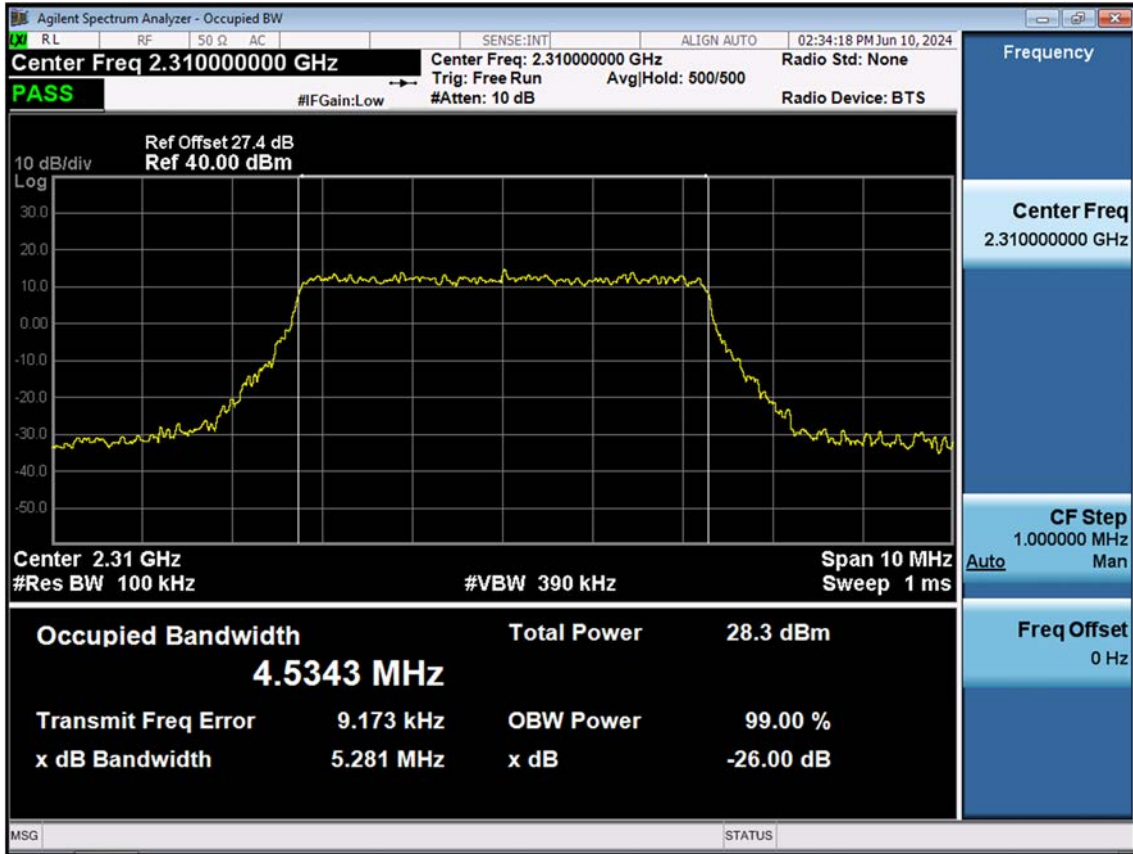 Agilent Spectrum Analyzer - Occupied BW
LXI RL RF 50 Ω AC SENSE:INT ALIGN AUTO 02:34:18 PM Jun 10, 2024
Center Freq 2.310000000 GHz
Center Freq: 2.310000000 GHz
Radio Std: None
Trig: Free Run Avg|Hold: 500/500
PASS
#IFGain:Low
#Atten: 10 dB
Radio Device: BTS
Ref Offset 27.4 dB
10 dB/div Ref 40.00 dBm
Log
30.0
20.0
10.0
0.00
-10.0
-20.0
-30.0
-40.0
-50.0
Center 2.31 GHz Span 10 MHz
#Res BW 100 kHz #VBW 390 kHz Sweep 1 ms
Occupied Bandwidth Total Power 28.3 dBm
4.5343 MHz
Transmit Freq Error 9.173 kHz OBW Power 99.00 %
x dB Bandwidth 5.281 MHz x dB -26.00 dB
MSG STATUS
Frequency
Center Freq
2.310000000 GHz
CF Step
1.000000 MHz
Auto Man
Freq Offset
0 Hz